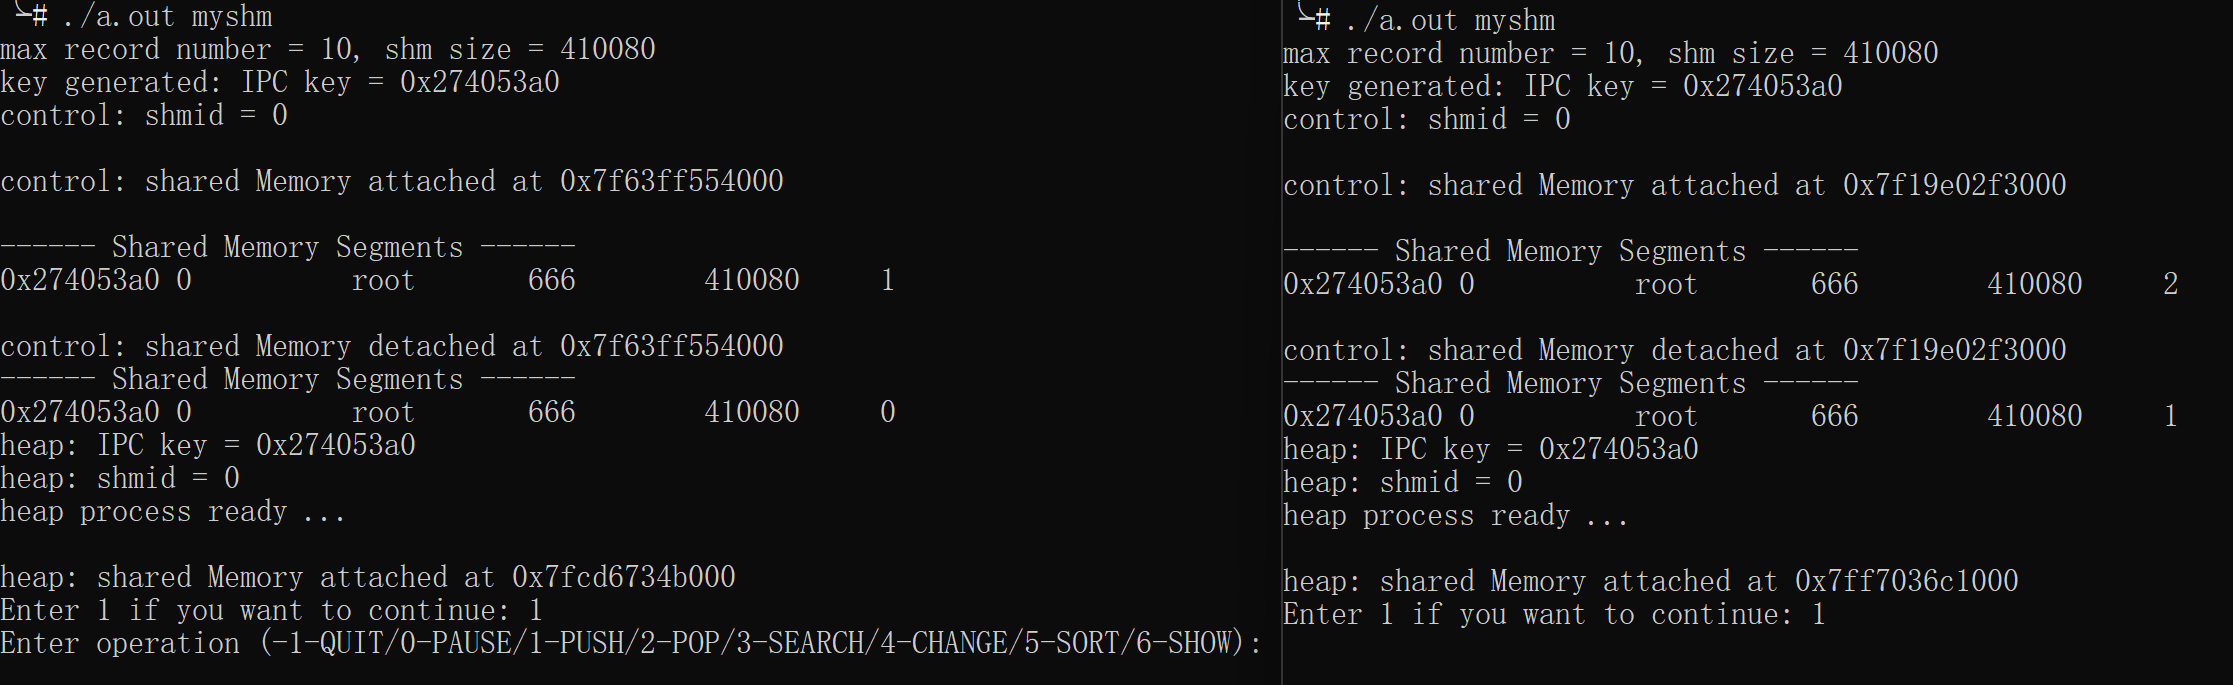 ╰─# ./a.out myshm
max record number = 10, shm size = 410080
key generated: IPC key = 0x274053a0
control: shmid = 0
control: shared Memory attached at 0x7f63ff554000
------ Shared Memory Segments ------
0x274053a0 0          root       666        410080     1
control: shared Memory detached at 0x7f63ff554000
------ Shared Memory Segments ------
0x274053a0 0          root       666        410080     0
heap: IPC key = 0x274053a0
heap: shmid = 0
heap process ready ...
heap: shared Memory attached at 0x7fcd6734b000
Enter 1 if you want to continue: 1
Enter operation (-1-QUIT/0-PAUSE/1-PUSH/2-POP/3-SEARCH/4-CHANGE/5-SORT/6-SHOW):
╰─# ./a.out myshm
max record number = 10, shm size = 410080
key generated: IPC key = 0x274053a0
control: shmid = 0
control: shared Memory attached at 0x7f19e02f3000
------ Shared Memory Segments ------
0x274053a0 0          root       666        410080     2
control: shared Memory detached at 0x7f19e02f3000
------ Shared Memory Segments ------
0x274053a0 0          root       666        410080     1
heap: IPC key = 0x274053a0
heap: shmid = 0
heap process ready ...
heap: shared Memory attached at 0x7ff7036c1000
Enter 1 if you want to continue: 1